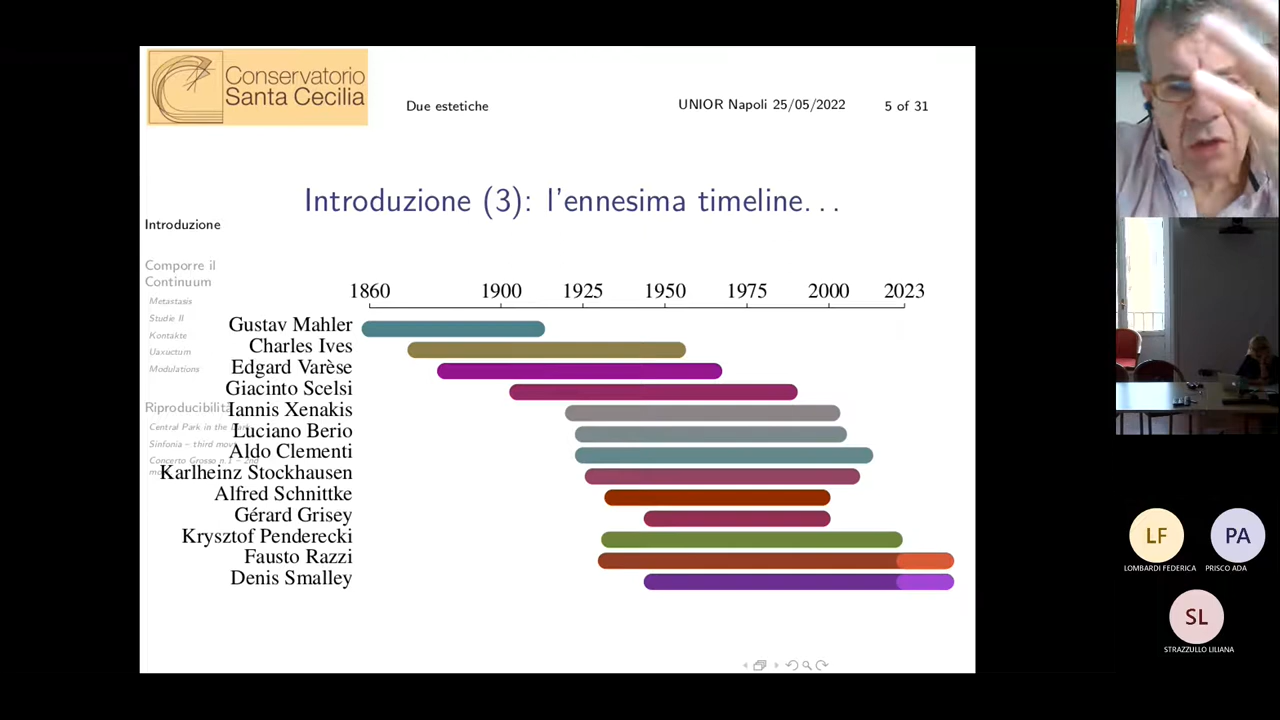 Conservatorio
Santa Cecilia
Due estetiche
UNIOR Napoli 25/05/2022
5 of 31
Introduzione (3): l'ennesima timeline...
Introduzione
Comporre il
Continuum
Metastasis
Studie II
Kontakte
Uaxuctum
Modulations
Riproducibilità
Central Park in the Dark
Sinfonia – third mov.
Concerto Grosso n.1 – 2nd
1860
1900
1925
1950
1975
2000
2023
Gustav Mahler
Charles Ives
Edgard Varèse
Giacinto Scelsi
Iannis Xenakis
Luciano Berio
Aldo Clementi
Karlheinz Stockhausen
Alfred Schnittke
Gérard Grisey
Krysztof Penderecki
Fausto Razzi
Denis Smalley
LF
LOMBARDI FEDERICA
PA
PRISCO ADA
SL
STRAZZULLO LILIANA